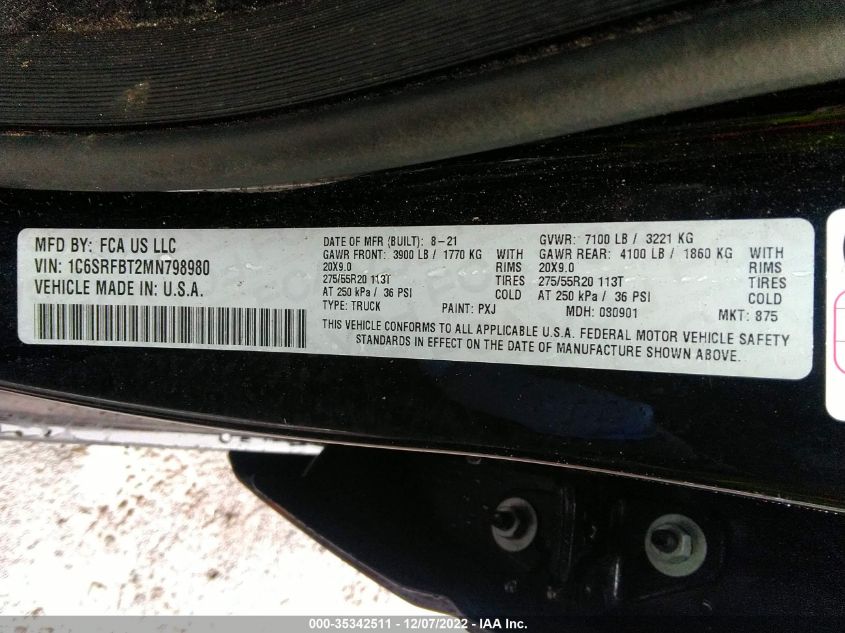 MFD BY: FCA US LLC
VIN: 1C6SRFBT2MN798980
VEHICLE MADE IN U.S.A.
DATE OF MFR (BUILT): 8-21
GAWR FRONT: 3900 LB / 1770 KG WITH
20X9.0 RIMS
275/55R20 113T TIRES
AT 250 kPa / 36 PSI COLD
TYPE: TRUCK PAINT: PXJ
GVWR: 7100 LB / 3221 KG
GAWR REAR: 4100 LB / 1860 KG WITH
20X9.0 RIMS
275/55R20 113T TIRES
AT 250 kPa / 36 PSI COLD
MDH: 080901 MKT: 875
THIS VEHICLE CONFORMS TO ALL APPLICABLE U.S.A. FEDERAL MOTOR VEHICLE SAFETY
STANDARDS IN EFFECT ON THE DATE OF MANUFACTURE SHOWN ABOVE.
000-35342511 - 12/07/2022 - IAA Inc.